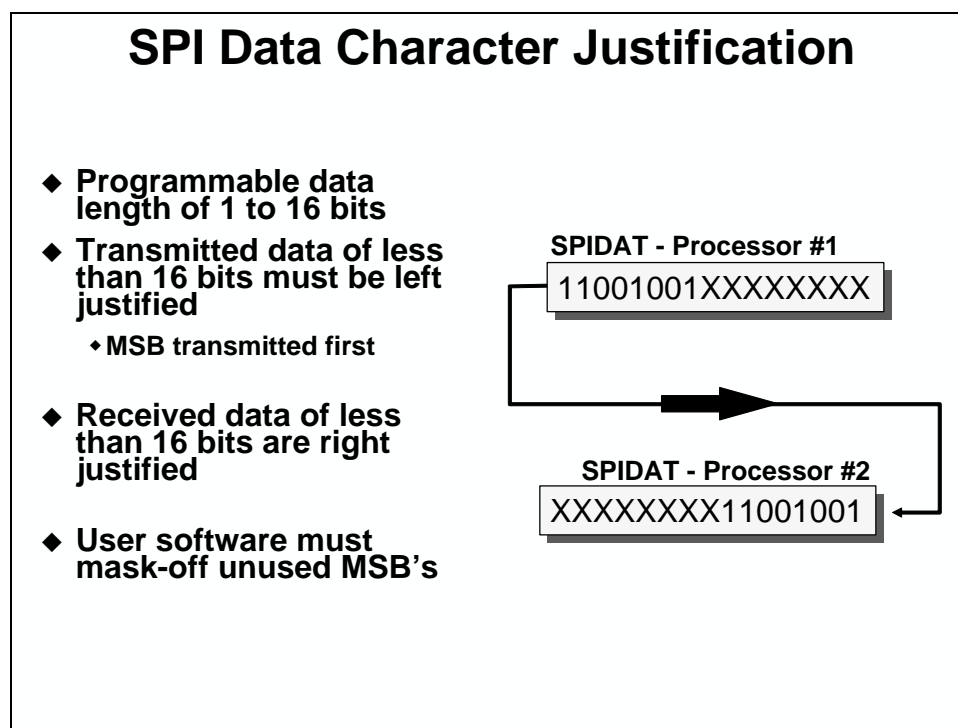 SPI Data Character Justification
◆ Programmable data
length of 1 to 16 bits
◆ Transmitted data of less
than 16 bits must be left
justified
◆ MSB transmitted first
◆ Received data of less
than 16 bits are right
justified
◆ User software must
mask-off unused MSB's
SPIDAT - Processor #1
11001001XXXXXXXX
SPIDAT - Processor #2
XXXXXXXX11001001